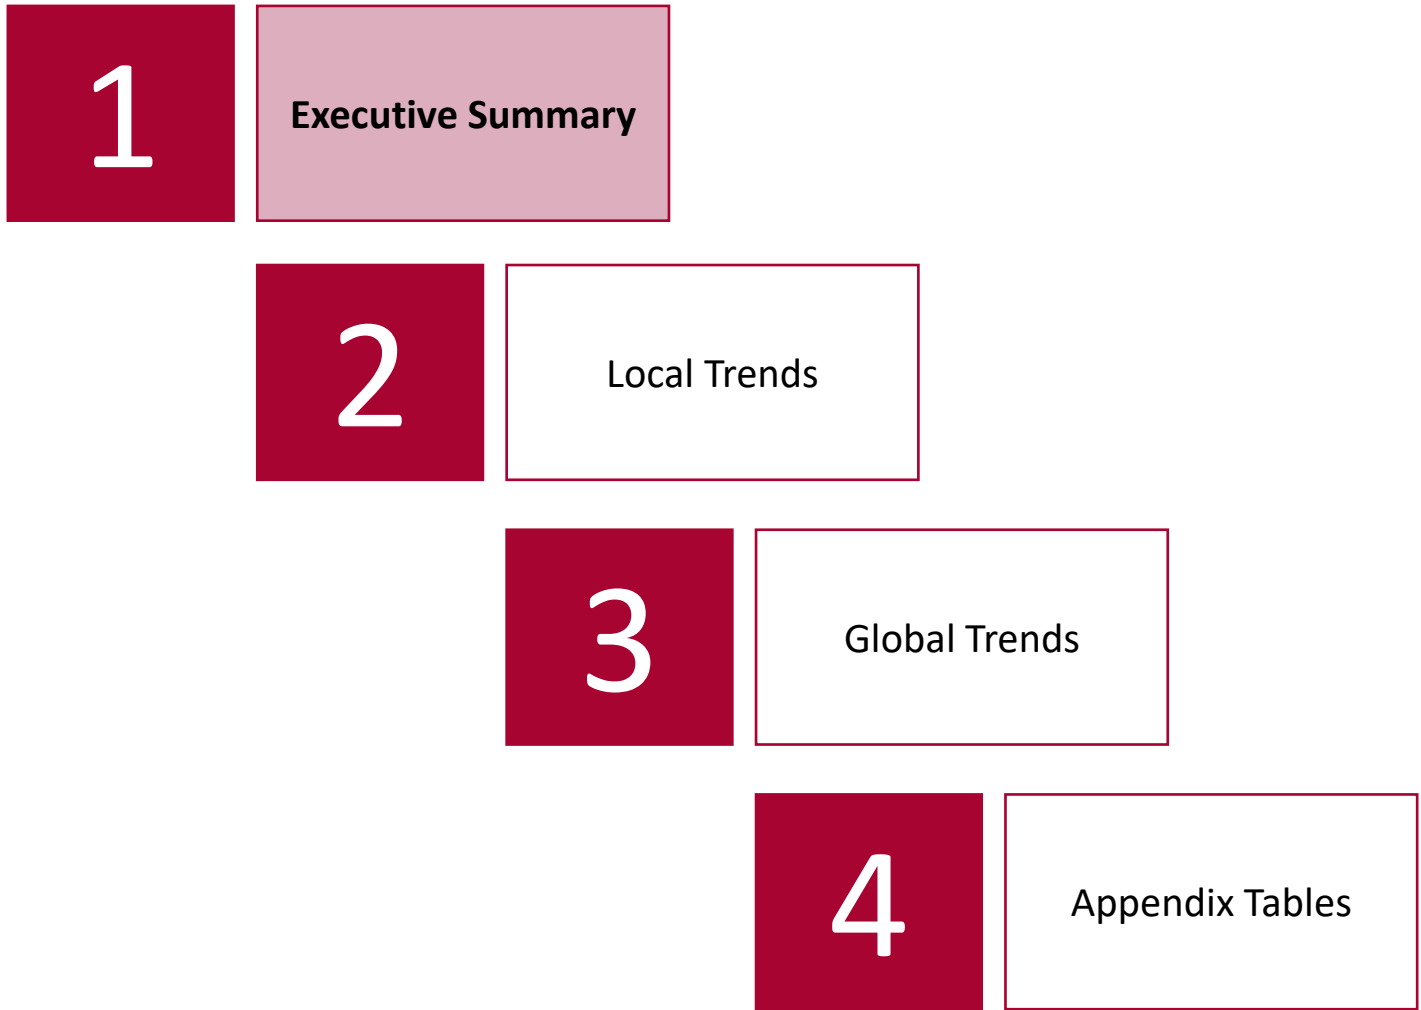 1
Executive Summary
2
Local Trends
3
Global Trends
4
Appendix Tables